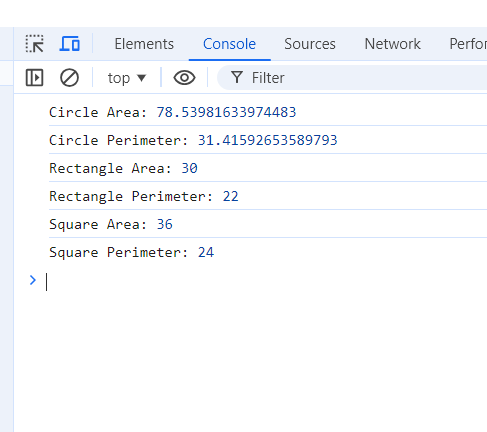 Elements Console Sources Network Perfor
top Filter
Circle Area: 78.53981633974483
Circle Perimeter: 31.41592653589793
Rectangle Area: 30
Rectangle Perimeter: 22
Square Area: 36
Square Perimeter: 24